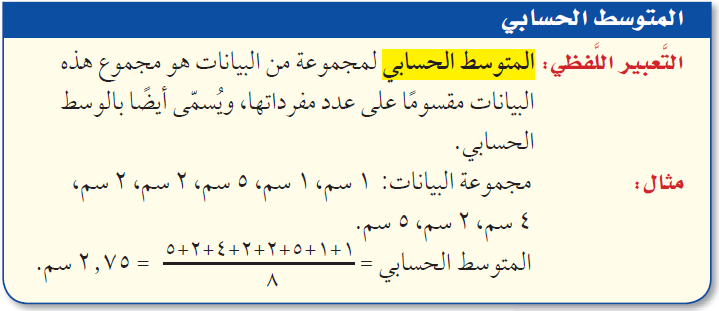 المتوسط الحسابي
التَّعبير اللَّفظي: المتوسط الحسابي لمجموعة من البيانات هو مجموع هذه
البيانات مقسومًا على عدد مفرداتها، ويُسمّى أيضًا بالوسط
الحسابي.
مثال: مجموعة البيانات: ١ سم، ١ سم، ٥ سم، ٢ سم، ٢ سم،
٤ سم، ٢ سم، ٥ سم.
المتوسط الحسابي = ١+١+٥+٢+٢+٤+٢+٥ / ٨ = ٢,٧٥ سم.